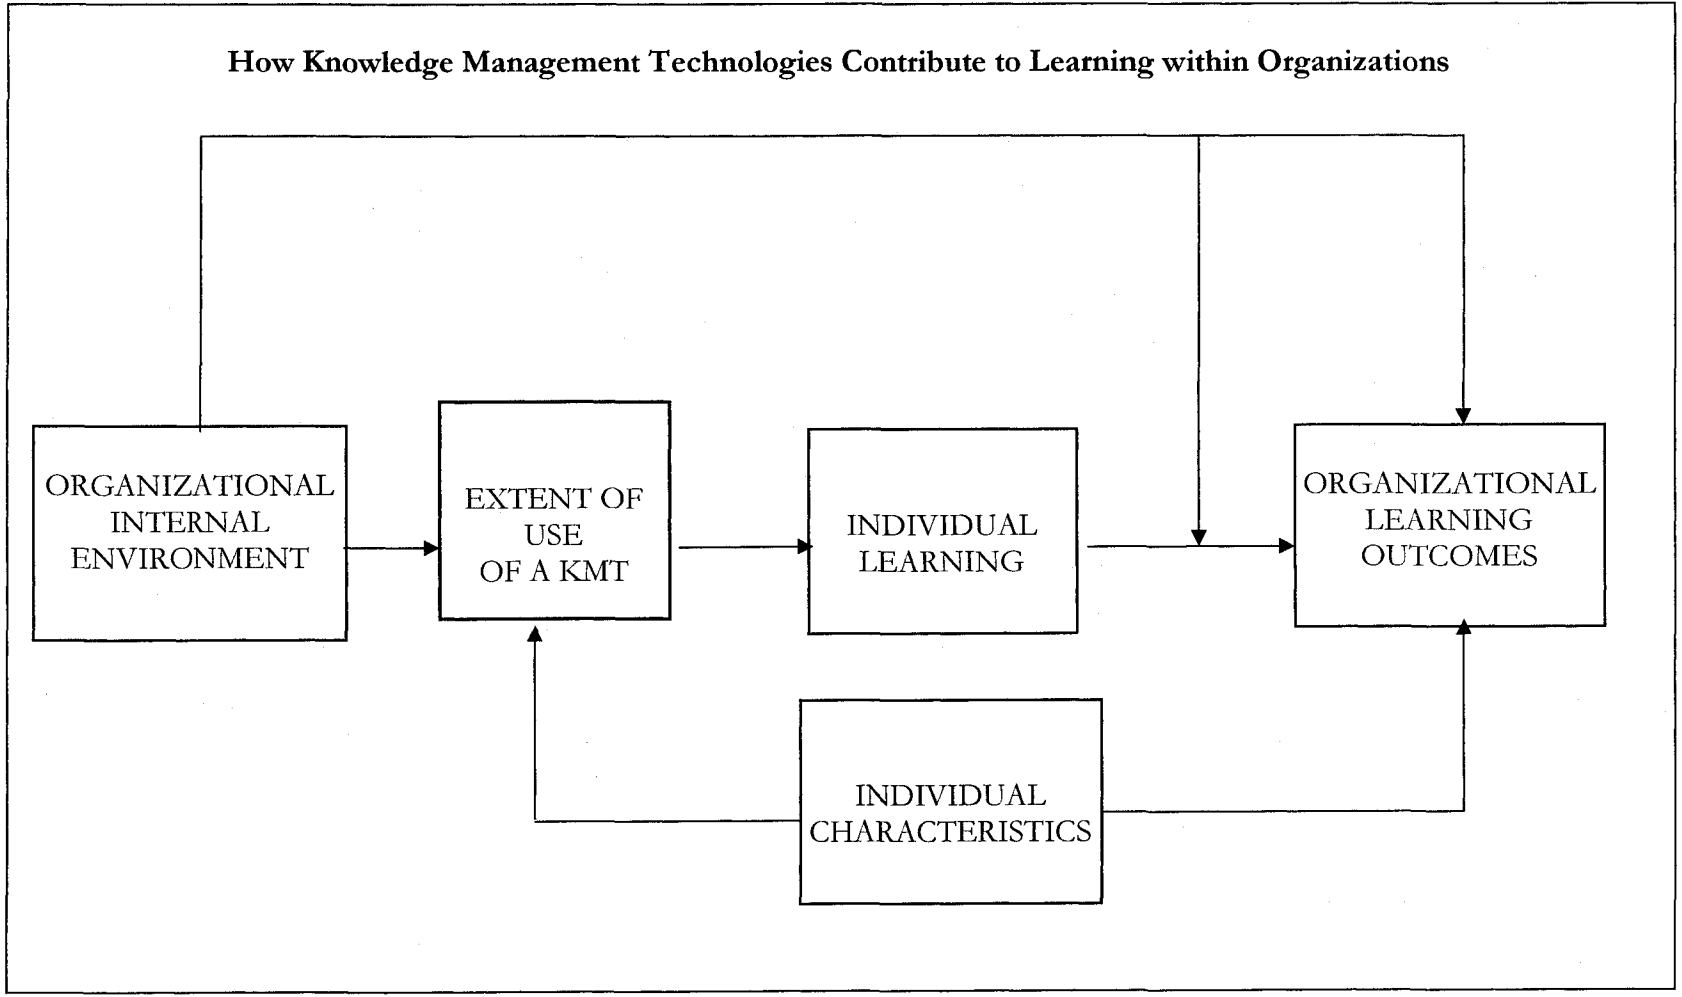 How Knowledge Management Technologies Contribute to Learning within Organizations
ORGANIZATIONAL
INTERNAL
ENVIRONMENT
EXTENT OF
USE
OF A KMT
INDIVIDUAL
LEARNING
ORGANIZATIONAL
LEARNING
OUTCOMES
INDIVIDUAL
CHARACTERISTICS